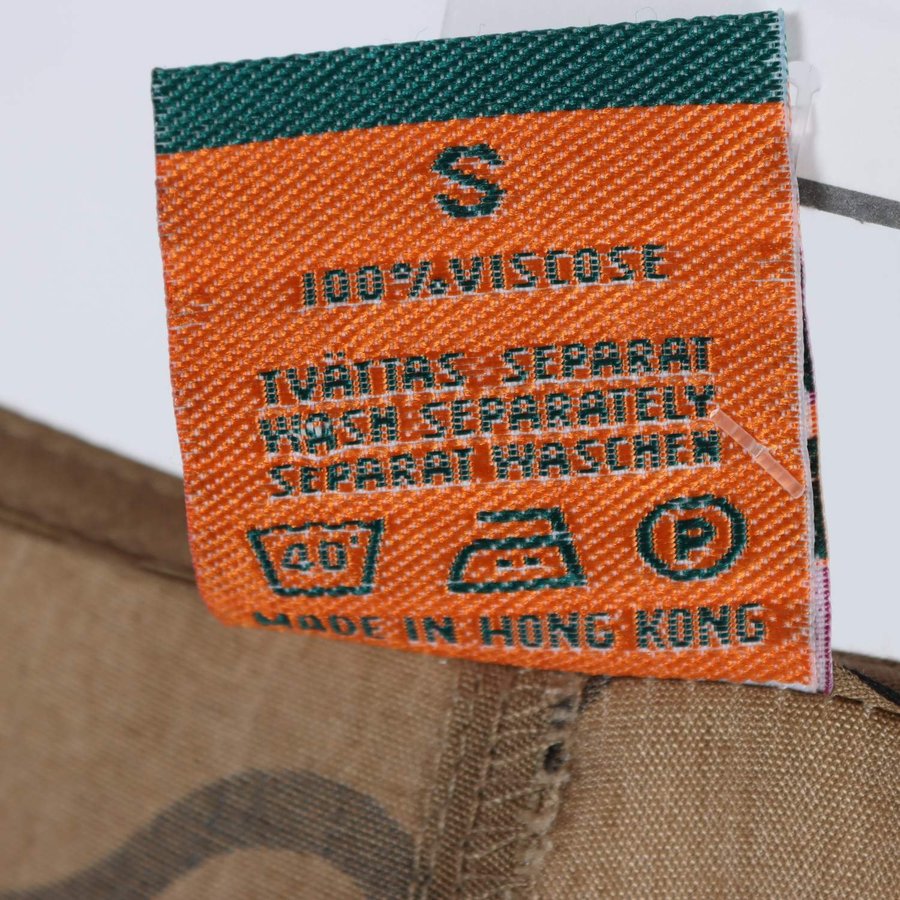 S
100% VISCOSE
TVÄTTAS SEPARAT
WASH SEPARATELY
SEPARAT WASCHEN
40° P
MADE IN HONG KONG